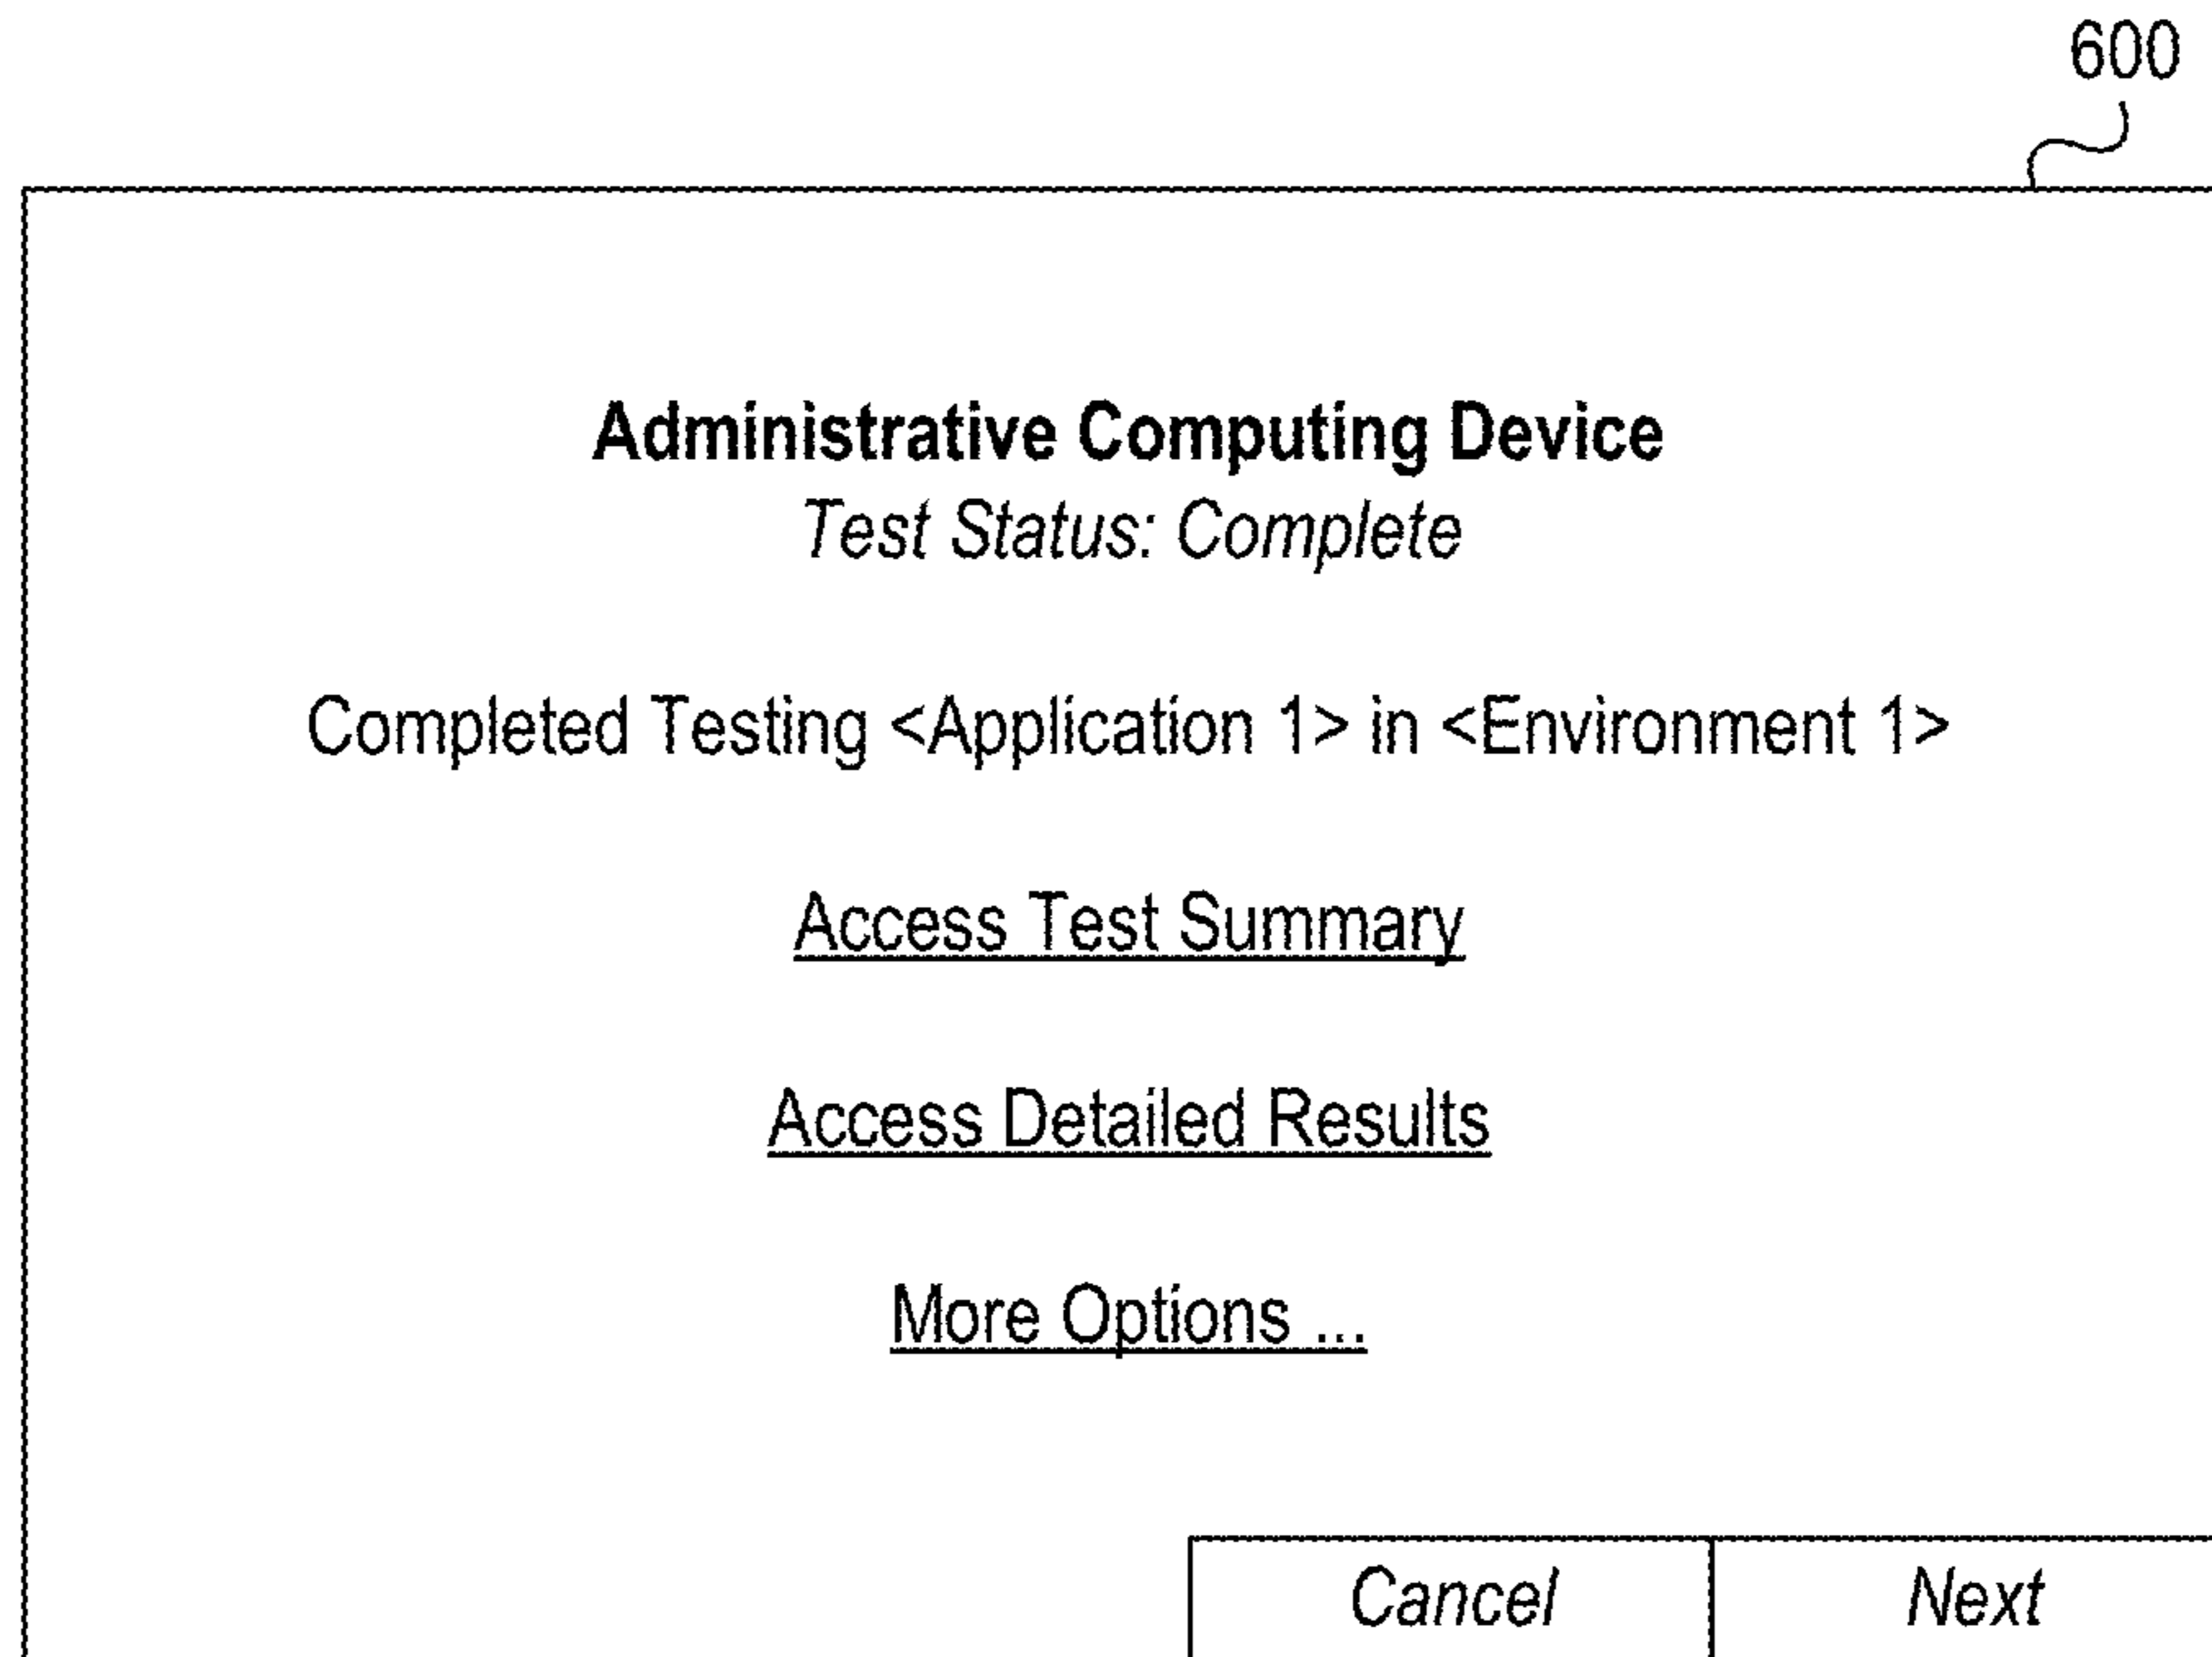 600
Administrative Computing Device
Test Status: Complete
Completed Testing <Application 1> in <Environment 1>
Access Test Summary
Access Detailed Results
More Options ...
Cancel Next